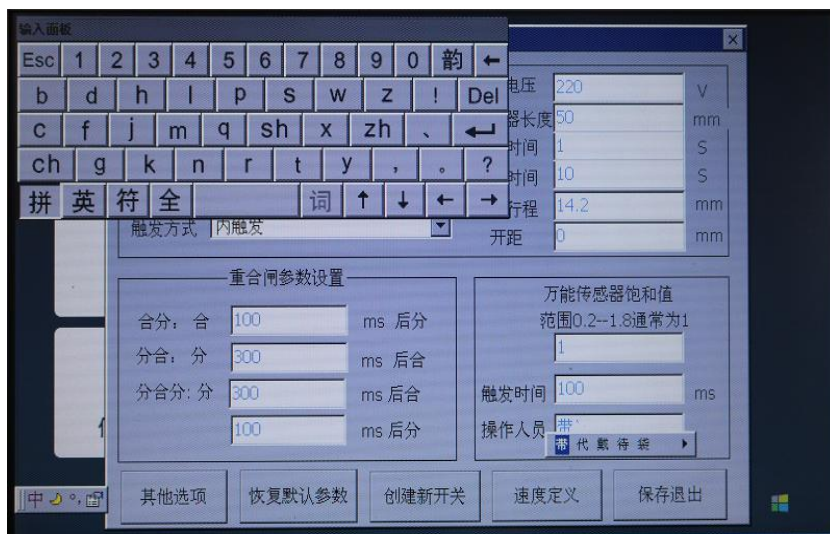 输入面板
Esc 1 2 3 4 5 6 7 8 9 0 韵 ←
b d h l p s w z ! Del
c f j m q sh x zh 、 ↵
ch g k n r t y , 。 ?
拼 英 符 全 词 ↑ ↓ ← →
电压 220 V
器长度 50 mm
时间 1 S
时间 10 S
行程 14.2 mm
触发方式 内触发
开距 0 mm
重合闸参数设置
合分: 合 100 ms 后分
分合: 分 300 ms 后合
分合分: 分 300 ms 后合
100 ms 后分
万能传感器饱和值
范围0.2--1.8通常为1
1
触发时间 100 ms
操作人员 带`
带 代 戴 待 袋
中
其他选项 恢复默认参数 创建新开关 速度定义 保存退出